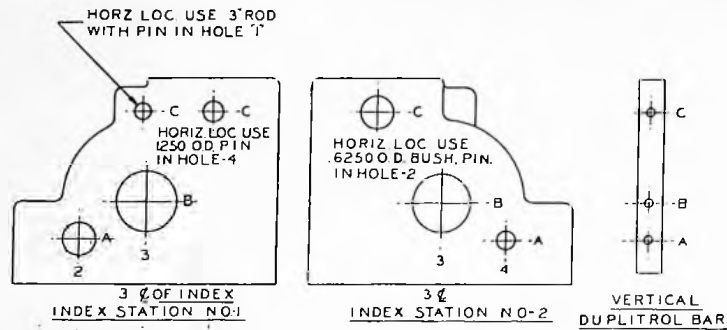 HORZ LOC USE 3" ROD
WITH PIN IN HOLE "1"
C
C
HORIZ. LOC USE
1.250 O.D. PIN
IN HOLE-4
B
A
2
3
3 ℄ OF INDEX
INDEX STATION NO.1
C
HORIZ. LOC USE
.6250 O.D. BUSH. PIN.
IN HOLE-2
B
A
3
4
3 ℄
INDEX STATION NO-2
C
B
A
VERTICAL
DUPLITROL BAR